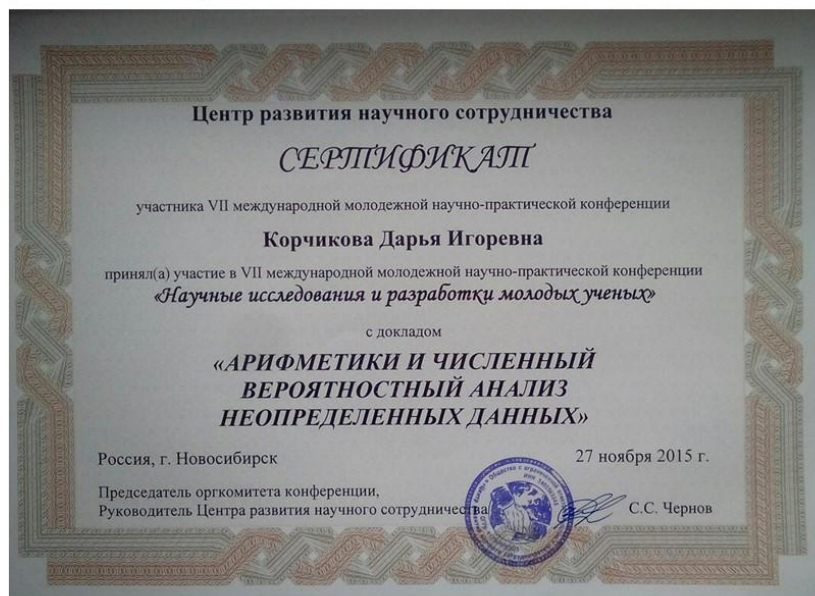 Центр развития научного сотрудничества
СЕРТИФИКАТ
участника VII международной молодежной научно-практической конференции
Корчикова Дарья Игоревна
принял(а) участие в VII международной молодежной научно-практической конференции
«Научные исследования и разработки молодых ученых»
с докладом
«АРИФМЕТИКИ И ЧИСЛЕННЫЙ
ВЕРОЯТНОСТНЫЙ АНАЛИЗ
НЕОПРЕДЕЛЕННЫХ ДАННЫХ»
Россия, г. Новосибирск
27 ноября 2015 г.
Председатель оргкомитета конференции,
Руководитель Центра развития научного сотрудничества
С.С. Чернов